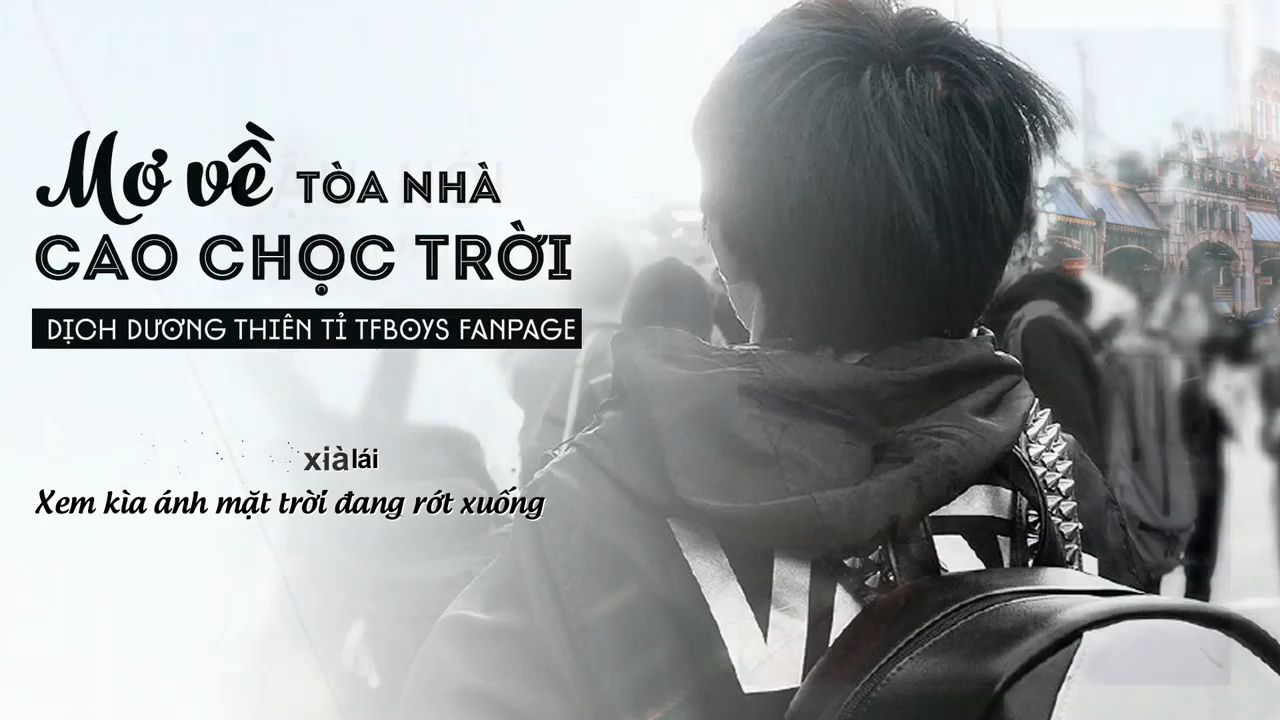 Mơ về TÒA NHÀ
CAO CHỌC TRỜI
DỊCH DƯƠNG THIÊN TỈ TFBOYS FANPAGE
xià lái
Xem kìa ánh mặt trời đang rớt xuống